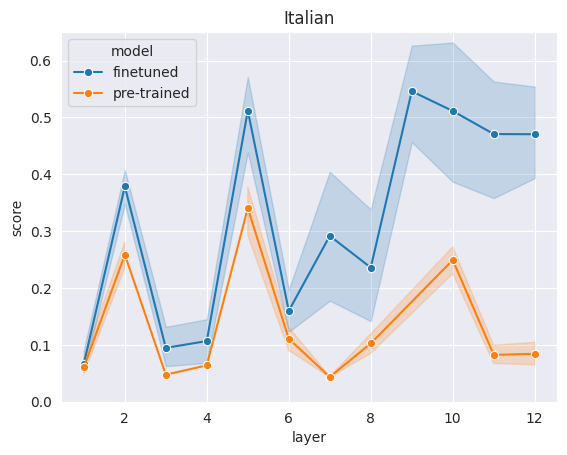 Italian
model
finetuned
pre-trained
score
0.6
0.5
0.4
0.3
0.2
0.1
0.0
2 4 6 8 10 12
layer